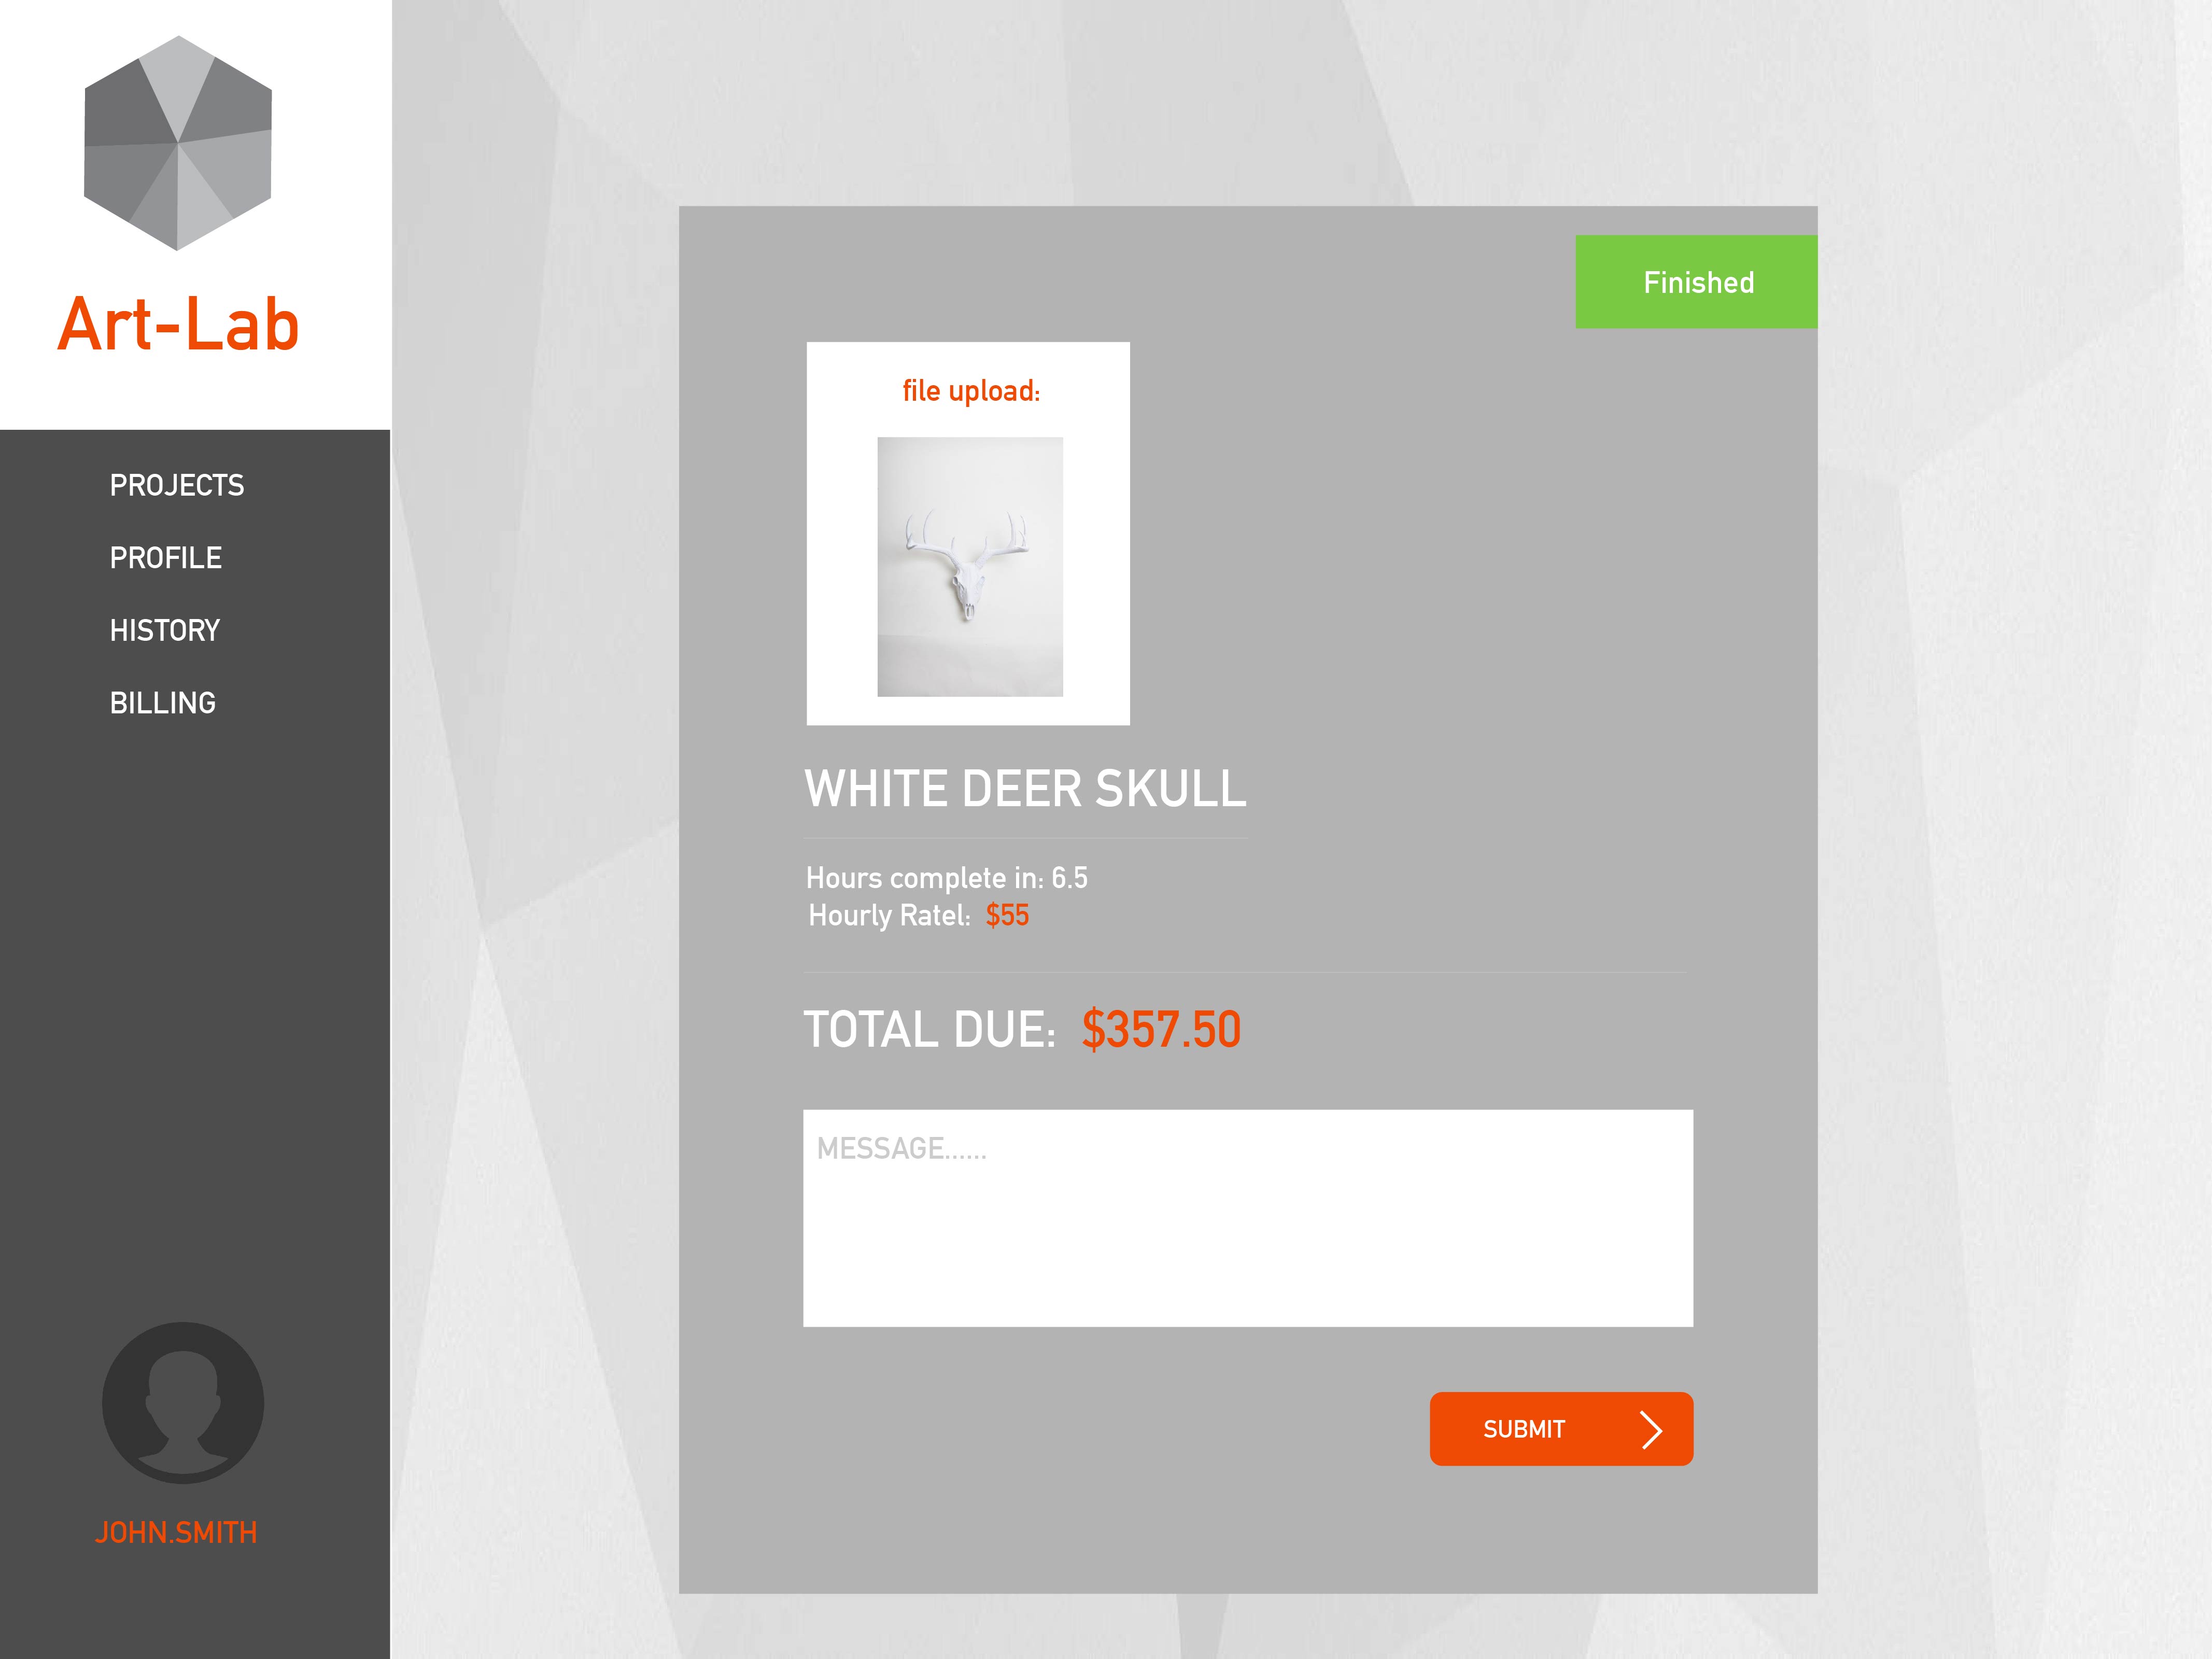 Art-Lab
PROJECTS
PROFILE
HISTORY
BILLING
JOHN.SMITH
Finished
file upload:
WHITE DEER SKULL
Hours complete in: 6.5
Hourly Ratel: $55
TOTAL DUE: $357.50
MESSAGE......
SUBMIT